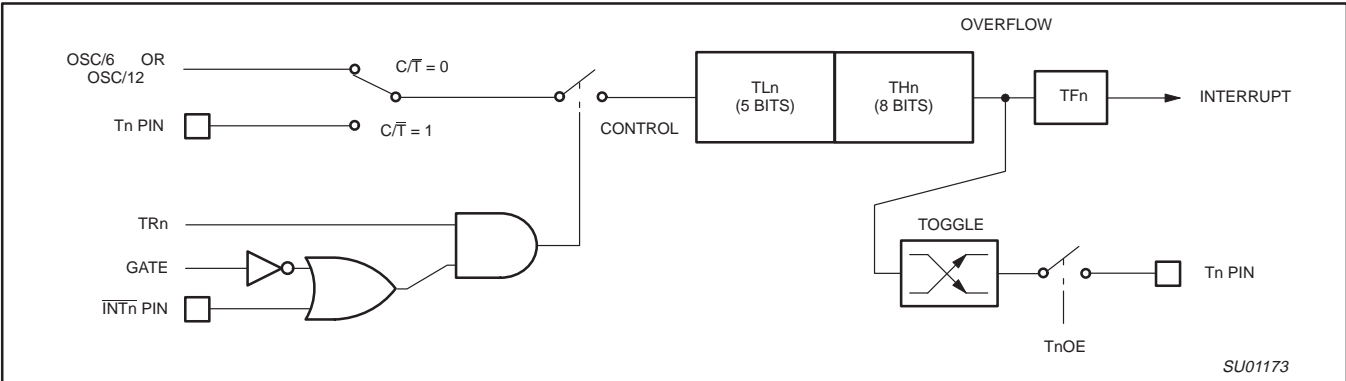 OVERFLOW
OSC/6 OR
OSC/12
C/T̅ = 0
TLn
(5 BITS)
THn
(8 BITS)
TFn
INTERRUPT
Tn PIN
C/T̅ = 1
CONTROL
TRn
TOGGLE
GATE
Tn PIN
I̅N̅T̅n̅ PIN
TnOE
SU01173